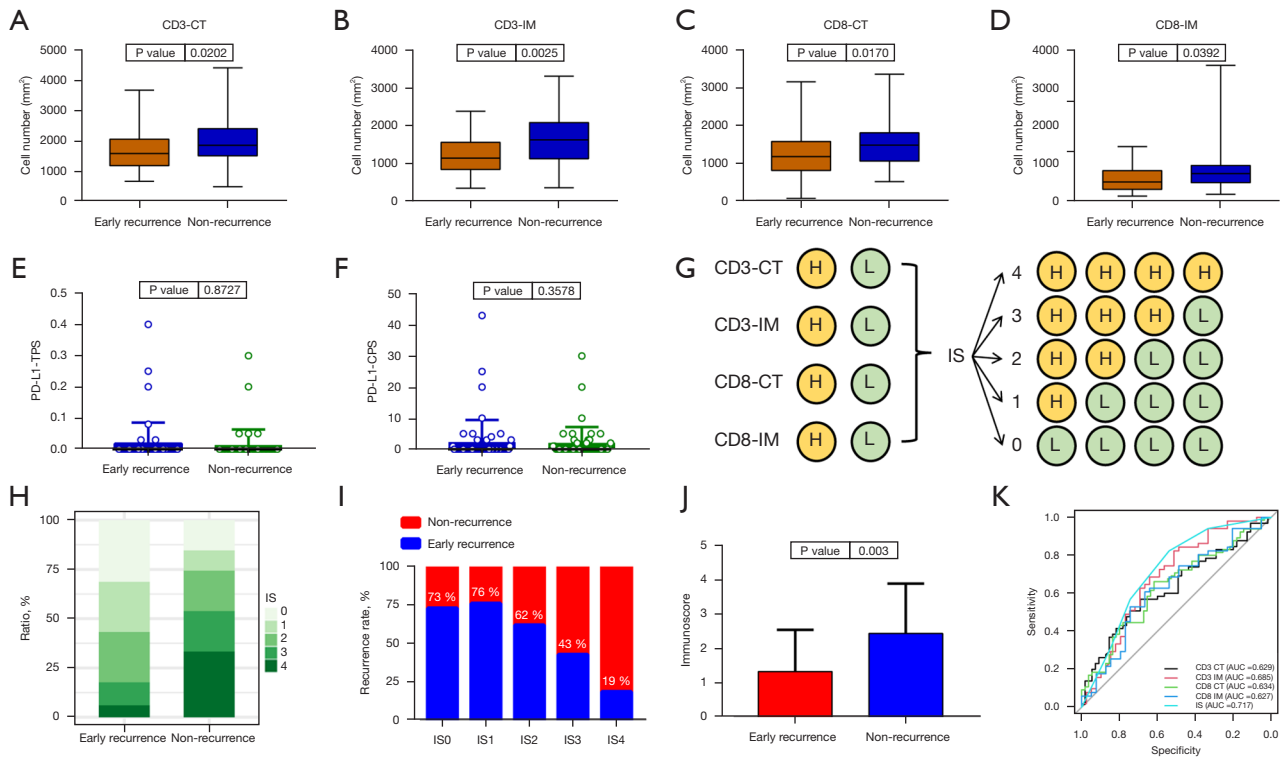 A
CD3-CT
P value 0.0202
Cell number (mm²)
5000
4000
3000
2000
1000
0
Early recurrence Non-recurrence
B
CD3-IM
P value 0.0025
Cell number (mm²)
4000
3000
2000
1000
0
Early recurrence Non-recurrence
C
CD8-CT
P value 0.0170
Cell number (mm²)
4000
3000
2000
1000
0
Early recurrence Non-recurrence
D
CD8-IM
P value 0.0392
Cell number (mm²)
4000
3000
2000
1000
0
Early recurrence Non-recurrence
E
P value 0.8727
PD-L1-TPS
0.5
0.4
0.3
0.2
0.1
0.0
Early recurrence Non-recurrence
F
P value 0.3578
PD-L1-CPS
50
40
30
20
10
0
Early recurrence Non-recurrence
G
CD3-CT H L
CD3-IM H L
CD8-CT H L
CD8-IM H L
IS
4 H H H H
3 H H H L
2 H H L L
1 H L L L
0 L L L L
H
Ratio, %
100
75
50
25
0
Early recurrence Non-recurrence
IS
0
1
2
3
4
I
Non-recurrence
Early recurrence
Recurrence rate, %
100
75
50
25
0
73 %
76 %
62 %
43 %
19 %
IS0 IS1 IS2 IS3 IS4
J
P value 0.003
Immunoscore
5
4
3
2
1
0
Early recurrence Non-recurrence
K
Sensitivity
1.0
0.8
0.6
0.4
0.2
0.0
CD3 CT (AUC =0.629)
CD3 IM (AUC =0.685)
CD8 CT (AUC =0.634)
CD8 IM (AUC =0.627)
IS (AUC =0.717)
1.0 0.8 0.6 0.4 0.2 0.0
Specificity